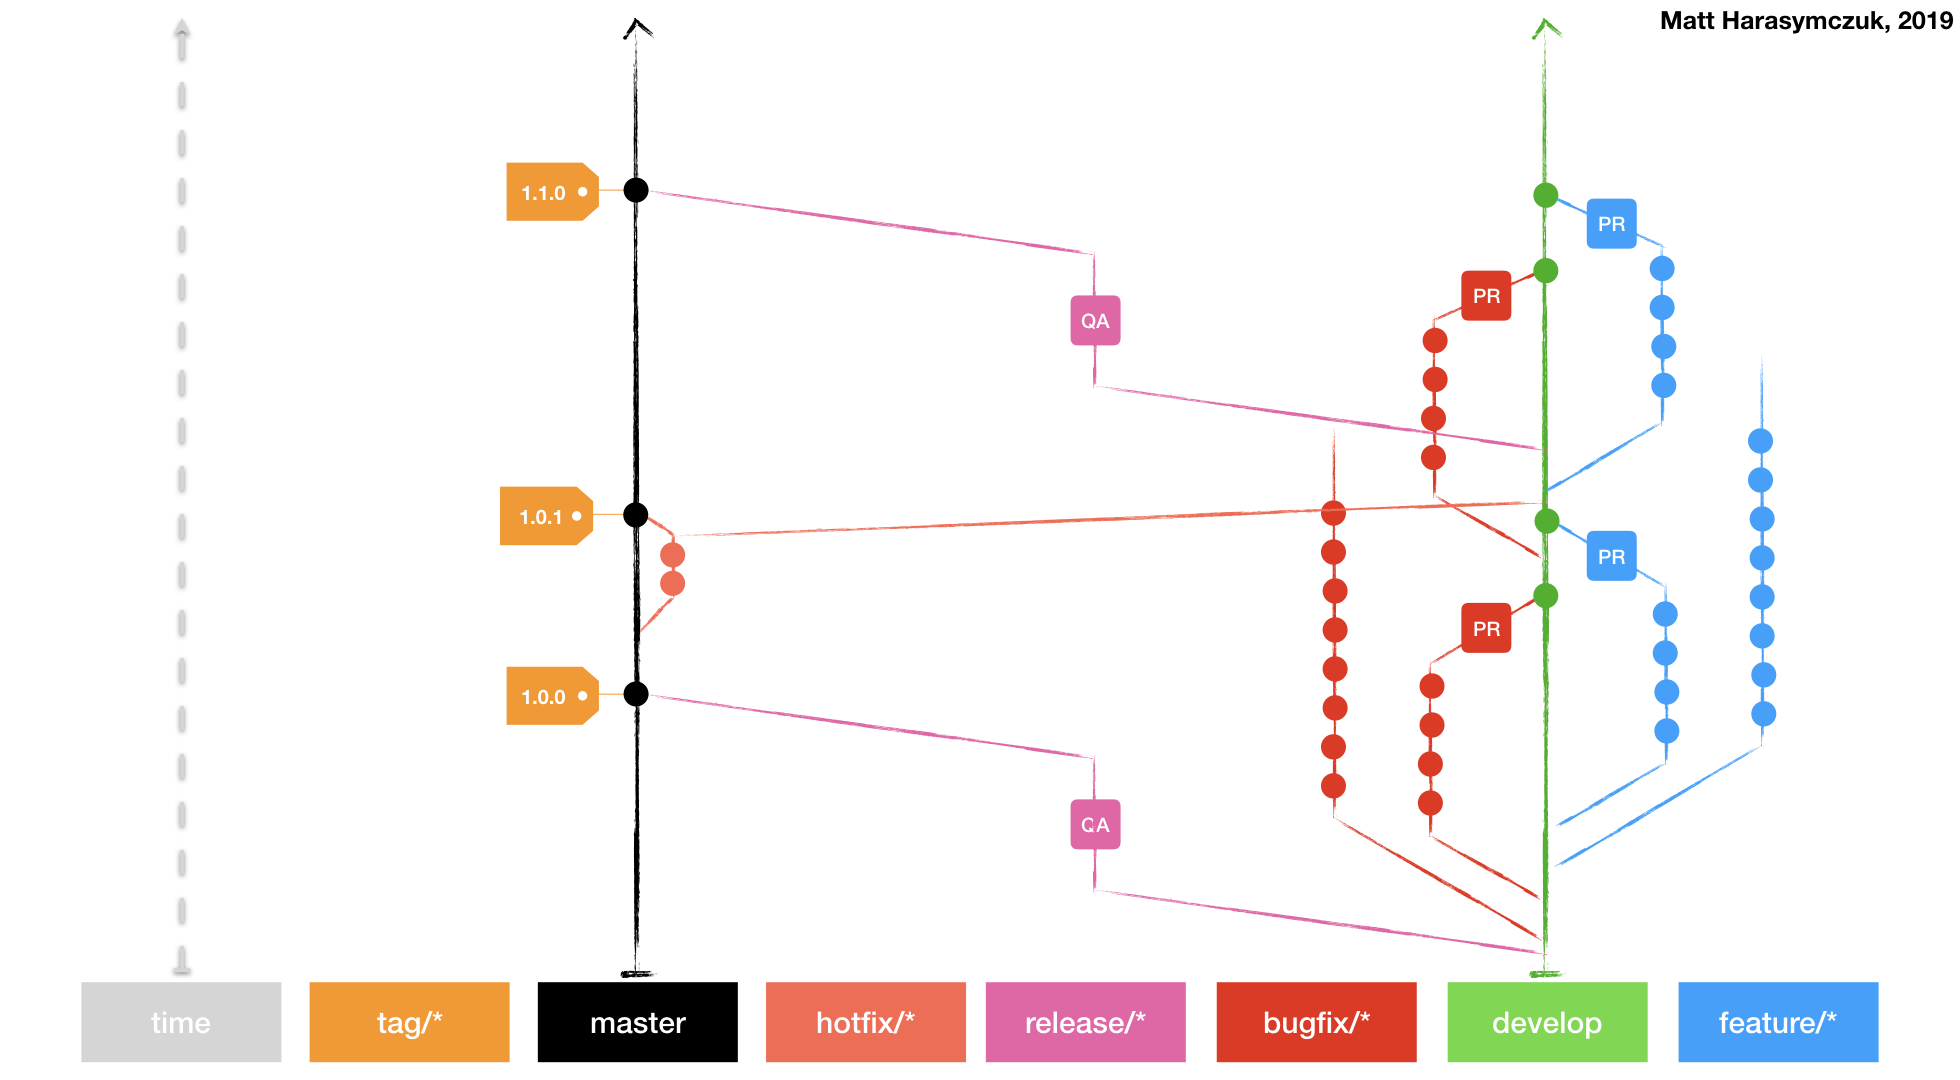 Matt Harasymczuk, 2019
1.1.0
PR
PR
QA
1.0.1
PR
PR
1.0.0
QA
time
tag/*
master
hotfix/*
release/*
bugfix/*
develop
feature/*